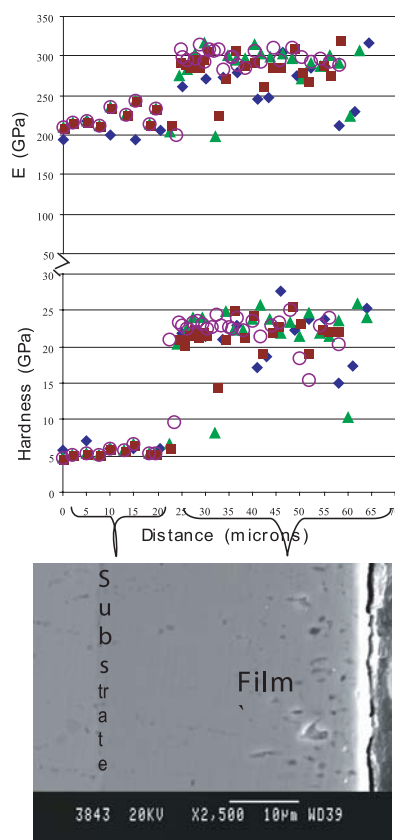 350
300
250
200
150
100
50
E (GPa)
30
25
20
15
10
5
0
Hardness (GPa)
0 5 10 15 20 25 30 35 40 45 50 55 60 65 70
Distance (microns)
Substrate
Film
`
3843 20KV X2,500 10µm WD39